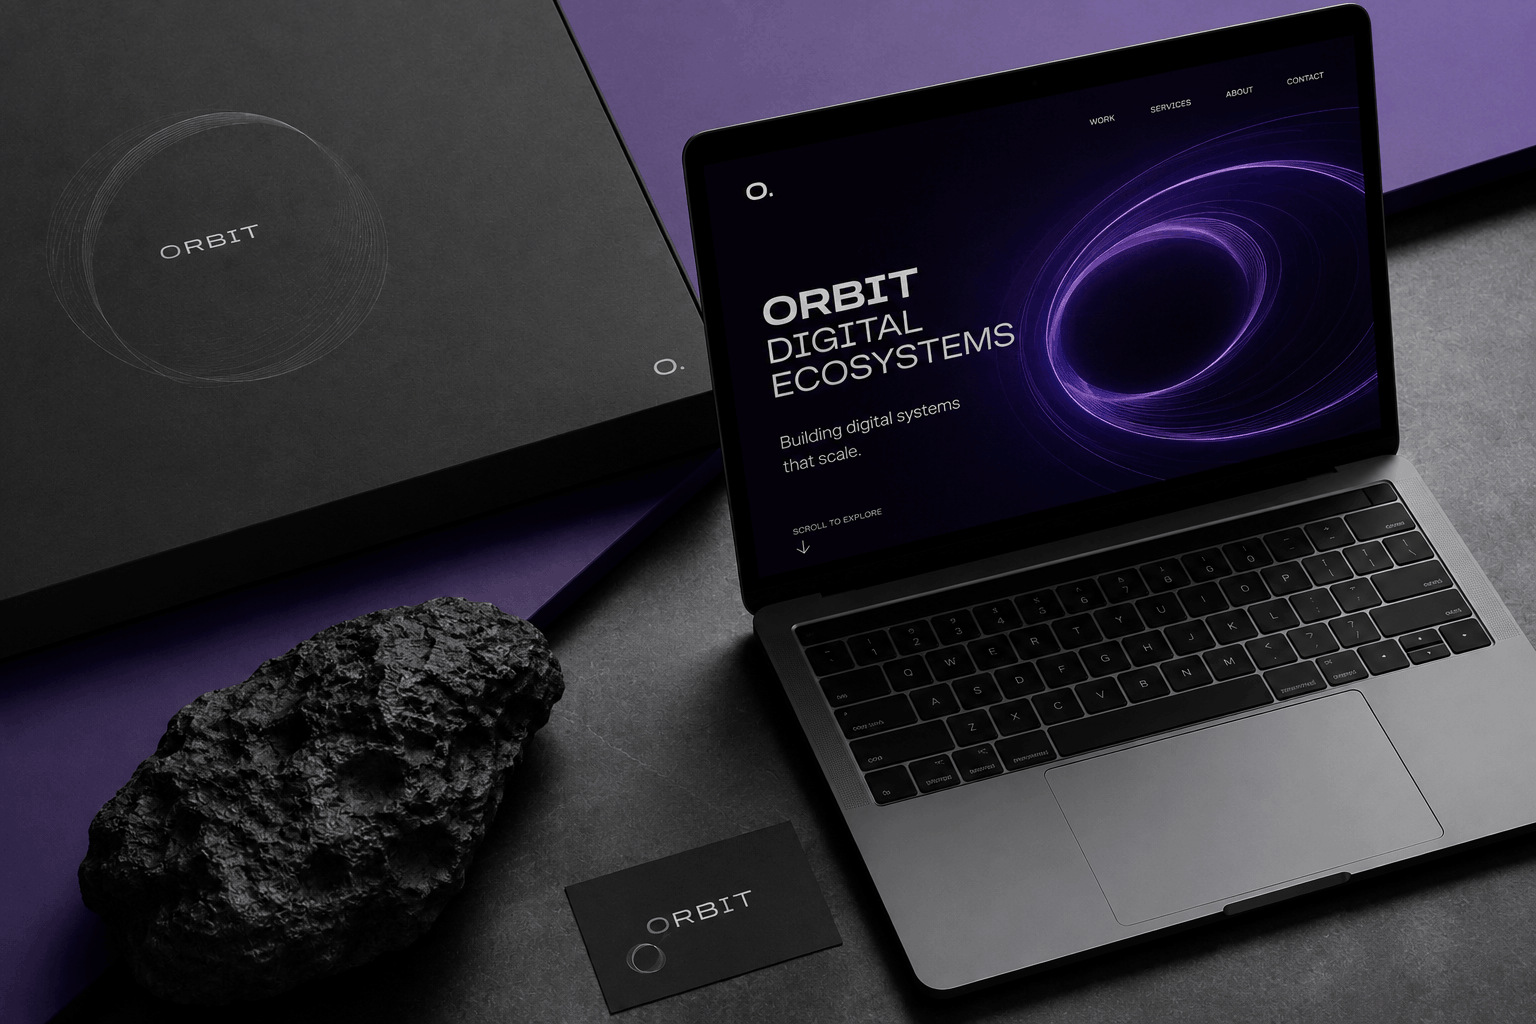 ORBIT
O.
WORK
SERVICES
ABOUT
CONTACT
O.
ORBIT
DIGITAL
ECOSYSTEMS
Building digital systems
that scale.
SCROLL TO EXPLORE
Q W E R T Y U I O P
A S D F G H J K L
Z X C V B N M
ORBIT